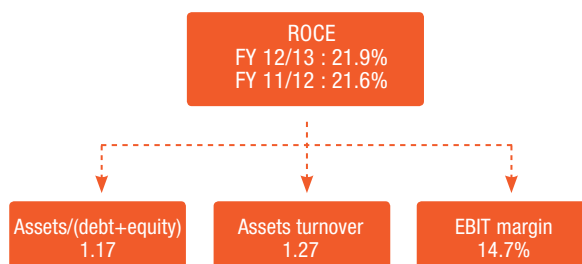 ROCE
FY 12/13 : 21.9%
FY 11/12 : 21.6%
Assets/(debt+equity)
1.17
Assets turnover
1.27
EBIT margin
14.7%